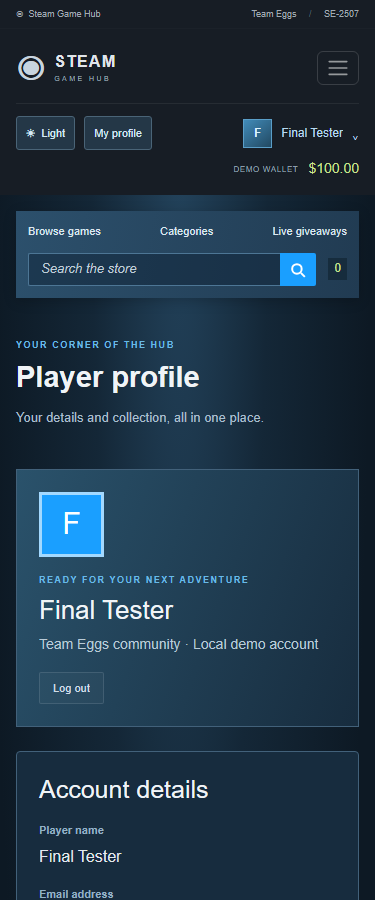 Steam Game Hub
Team Eggs / SE-2507
STEAM
GAME HUB
Light
My profile
F
Final Tester
DEMO WALLET $100.00
Browse games
Categories
Live giveaways
Search the store
0
YOUR CORNER OF THE HUB
Player profile
Your details and collection, all in one place.
F
READY FOR YOUR NEXT ADVENTURE
Final Tester
Team Eggs community · Local demo account
Log out
Account details
Player name
Final Tester
Email address